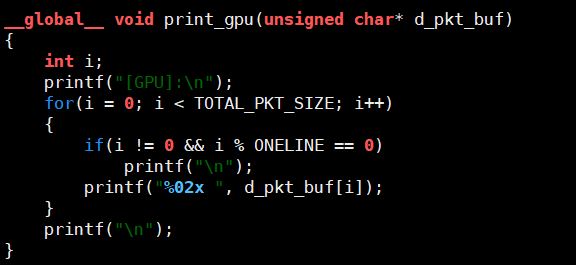 __global__ void print_gpu(unsigned char* d_pkt_buf)
{
    int i;
    printf("[GPU]:\n");
    for(i = 0; i < TOTAL_PKT_SIZE; i++)
    {
        if(i != 0 && i % ONELINE == 0)
            printf("\n");
        printf("%02x ", d_pkt_buf[i]);
    }
    printf("\n");
}